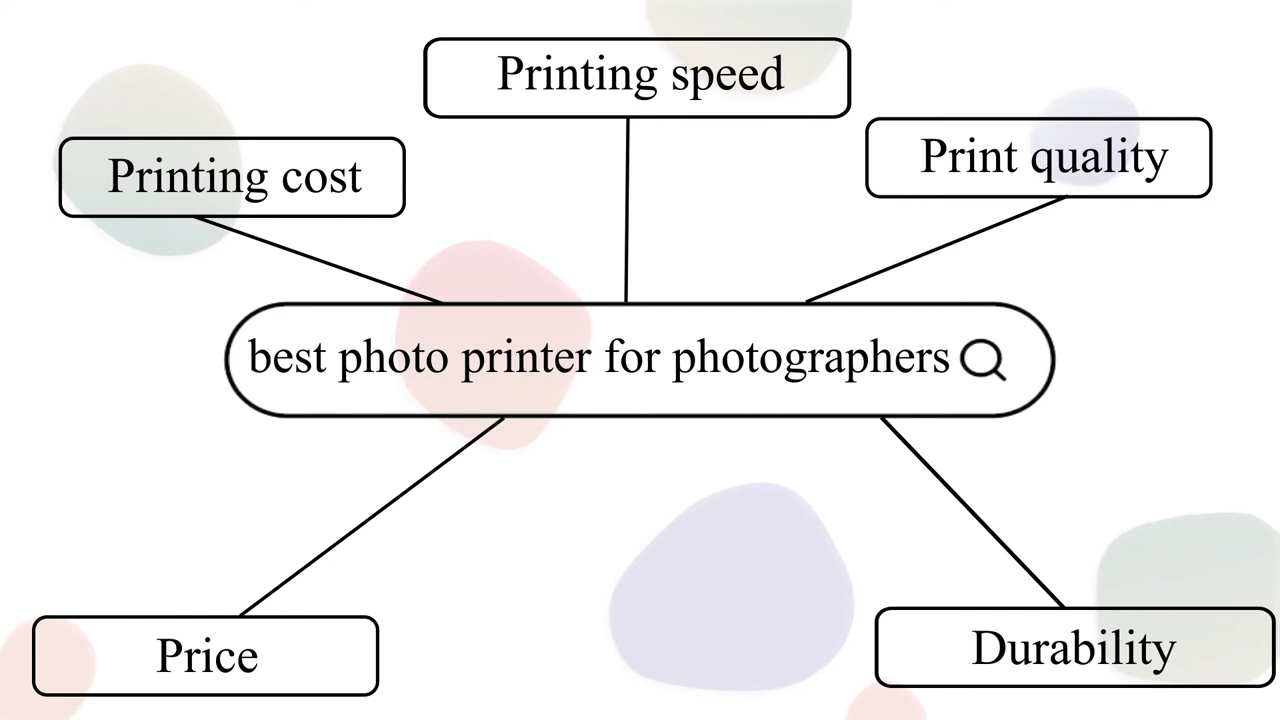 Printing speed
Print quality
Printing cost
best photo printer for photographers
Price
Durability